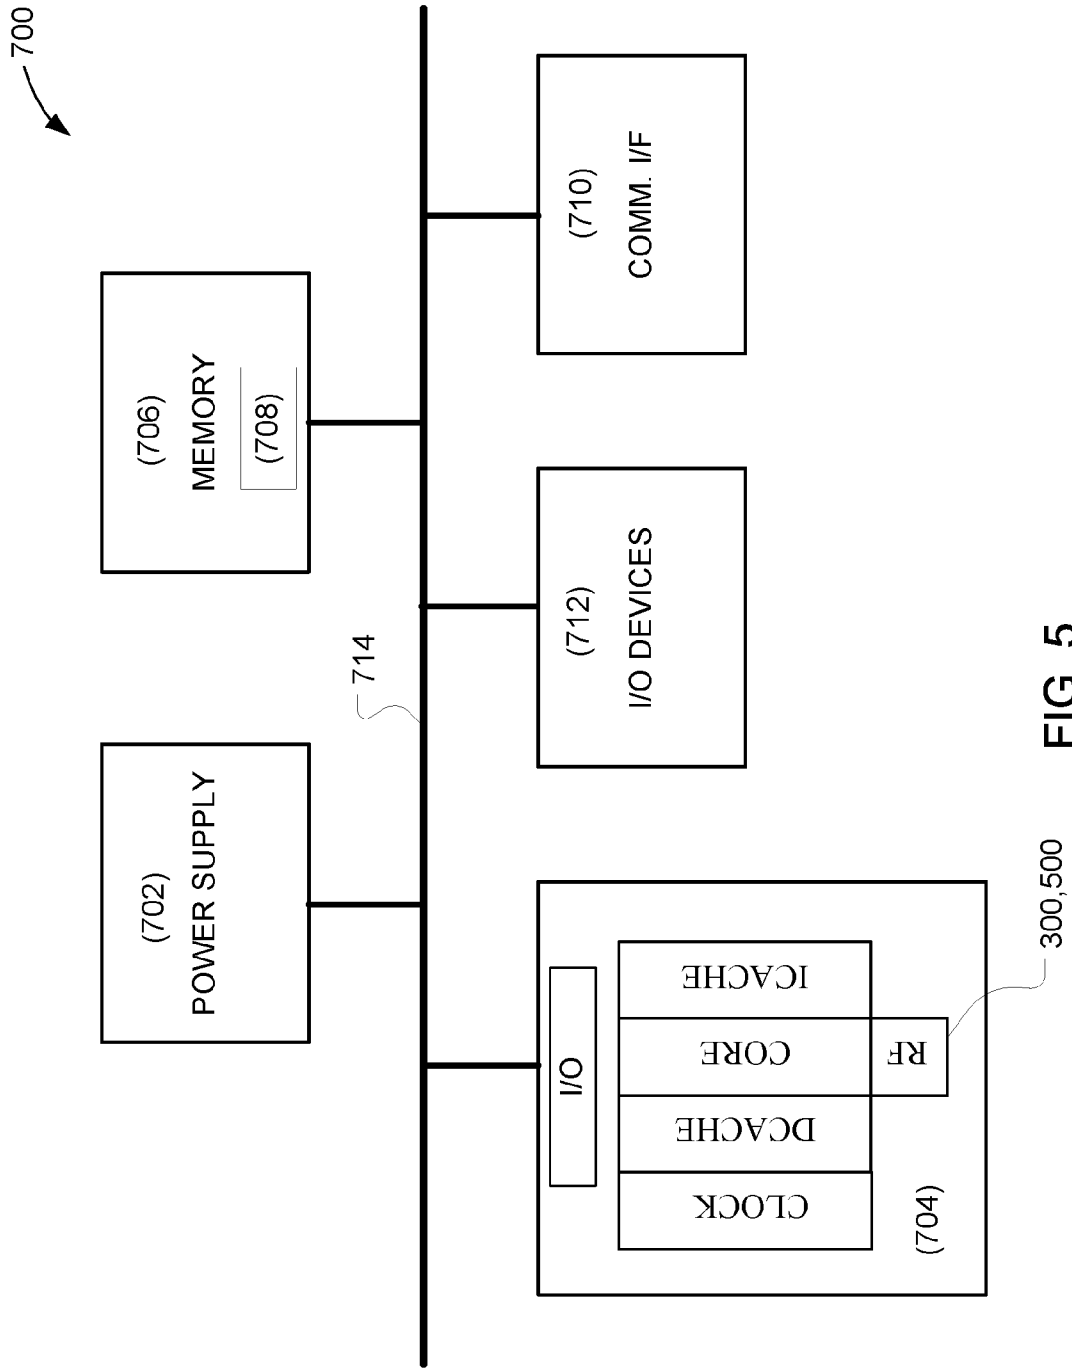 700
(702)
POWER SUPPLY
(706)
MEMORY
(708)
714
I/O
CLOCK
DCACHE
CORE
ICACHE
RF
(704)
300,500
(712)
I/O DEVICES
(710)
COMM. I/F
FIG. 5